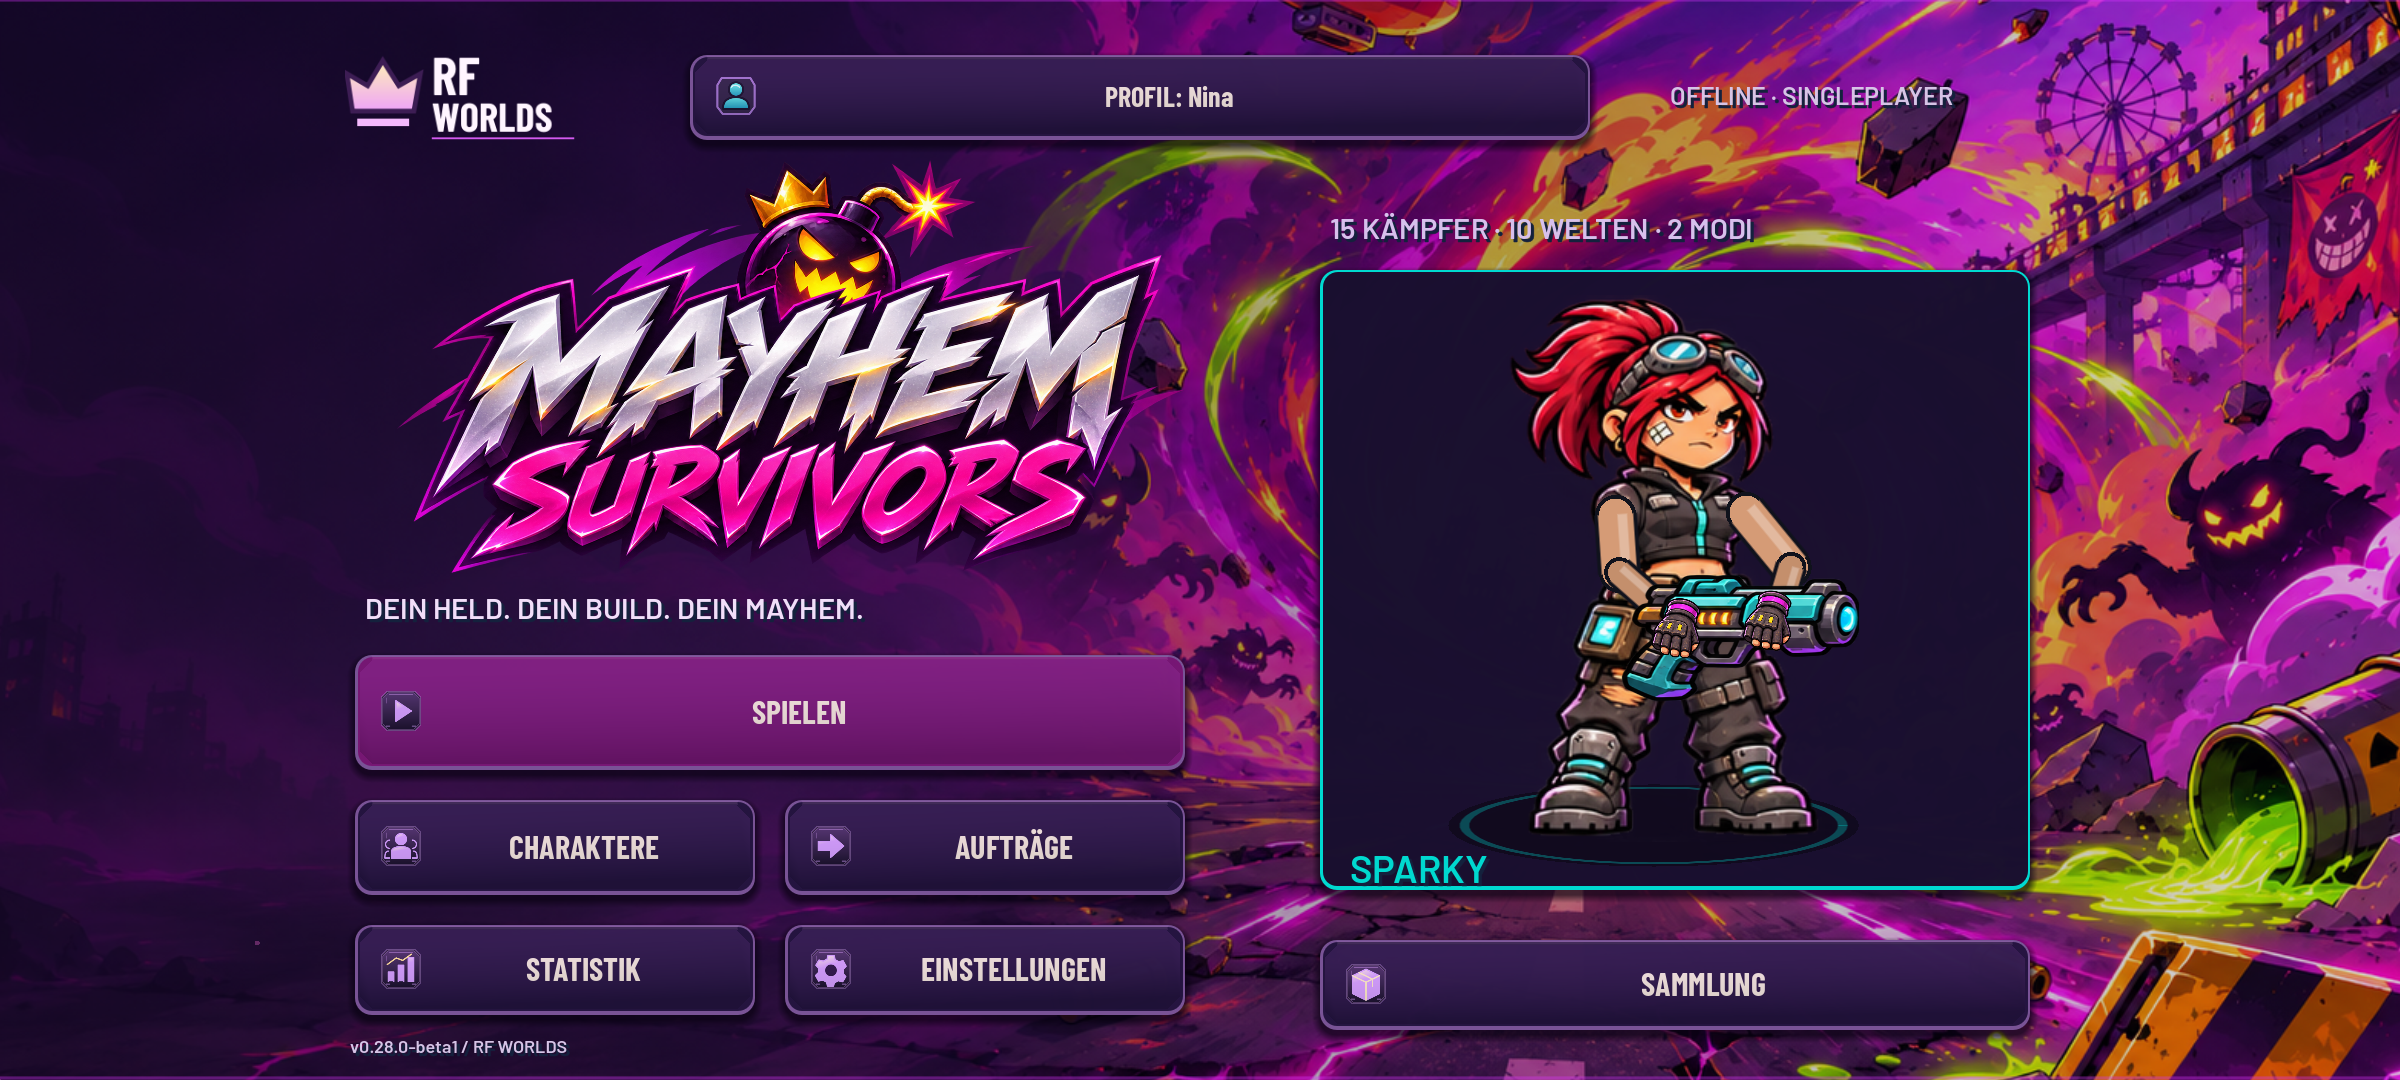 RF
WORLDS
PROFIL: Nina
OFFLINE · SINGLEPLAYER
MAYHEM
SURVIVORS
DEIN HELD. DEIN BUILD. DEIN MAYHEM.
SPIELEN
CHARAKTERE
AUFTRÄGE
STATISTIK
EINSTELLUNGEN
v0.28.0-beta1 / RF WORLDS
15 KÄMPFER · 10 WELTEN · 2 MODI
SPARKY
SAMMLUNG